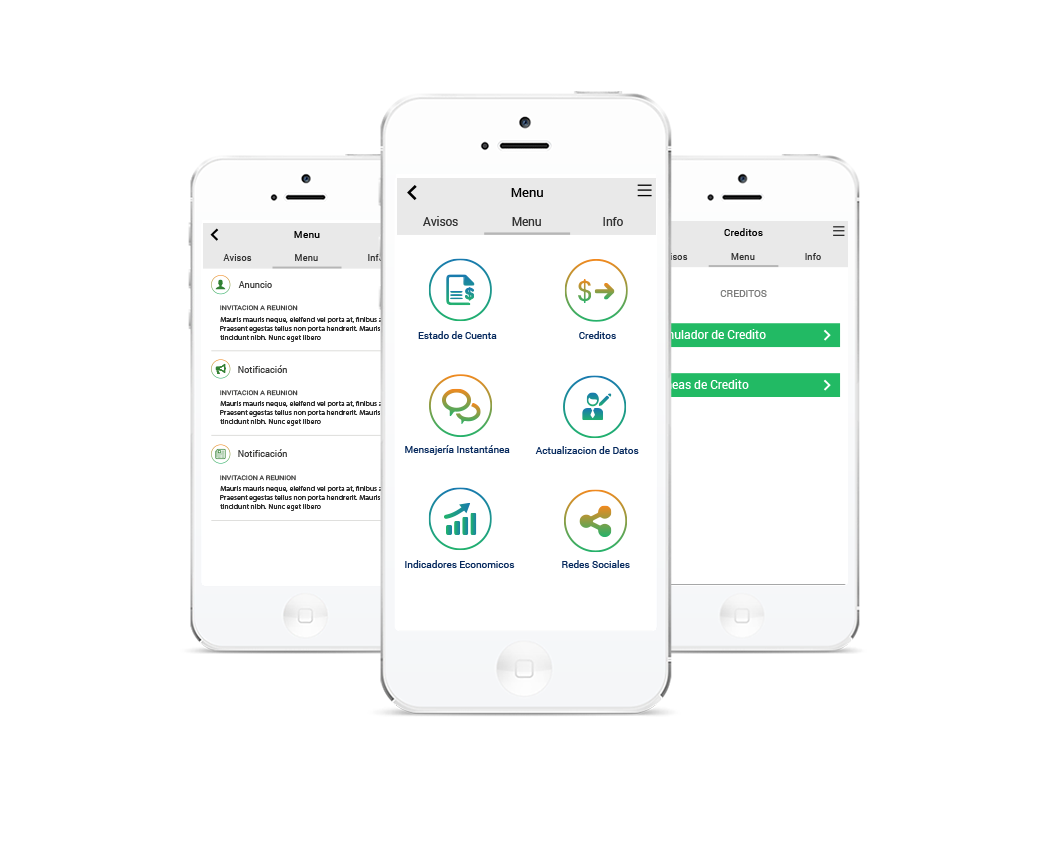 Menu
Avisos
Menu
Anuncio
INVITACION A REUNION
Mauris mauris neque, eleifend vel porta at, finibus
Praesent egestas tellus non porta hendrerit. Mauris
tincidunt nibh. Nunc eget libero
Notificación
INVITACION A REUNION
Mauris mauris neque, eleifend vel porta at, finibus
Praesent egestas tellus non porta hendrerit. Mauris
tincidunt nibh. Nunc eget libero
Notificación
INVITACION A REUNION
Mauris mauris neque, eleifend vel porta at, finibus
Praesent egestas tellus non porta hendrerit. Mauris
tincidunt nibh. Nunc eget libero
Menu
Avisos Menu Info
Estado de Cuenta
Creditos
Mensajería Instantánea
Actualizacion de Datos
Indicadores Economicos
Redes Sociales
Creditos
Menu Info
CREDITOS
de Credito
de Credito